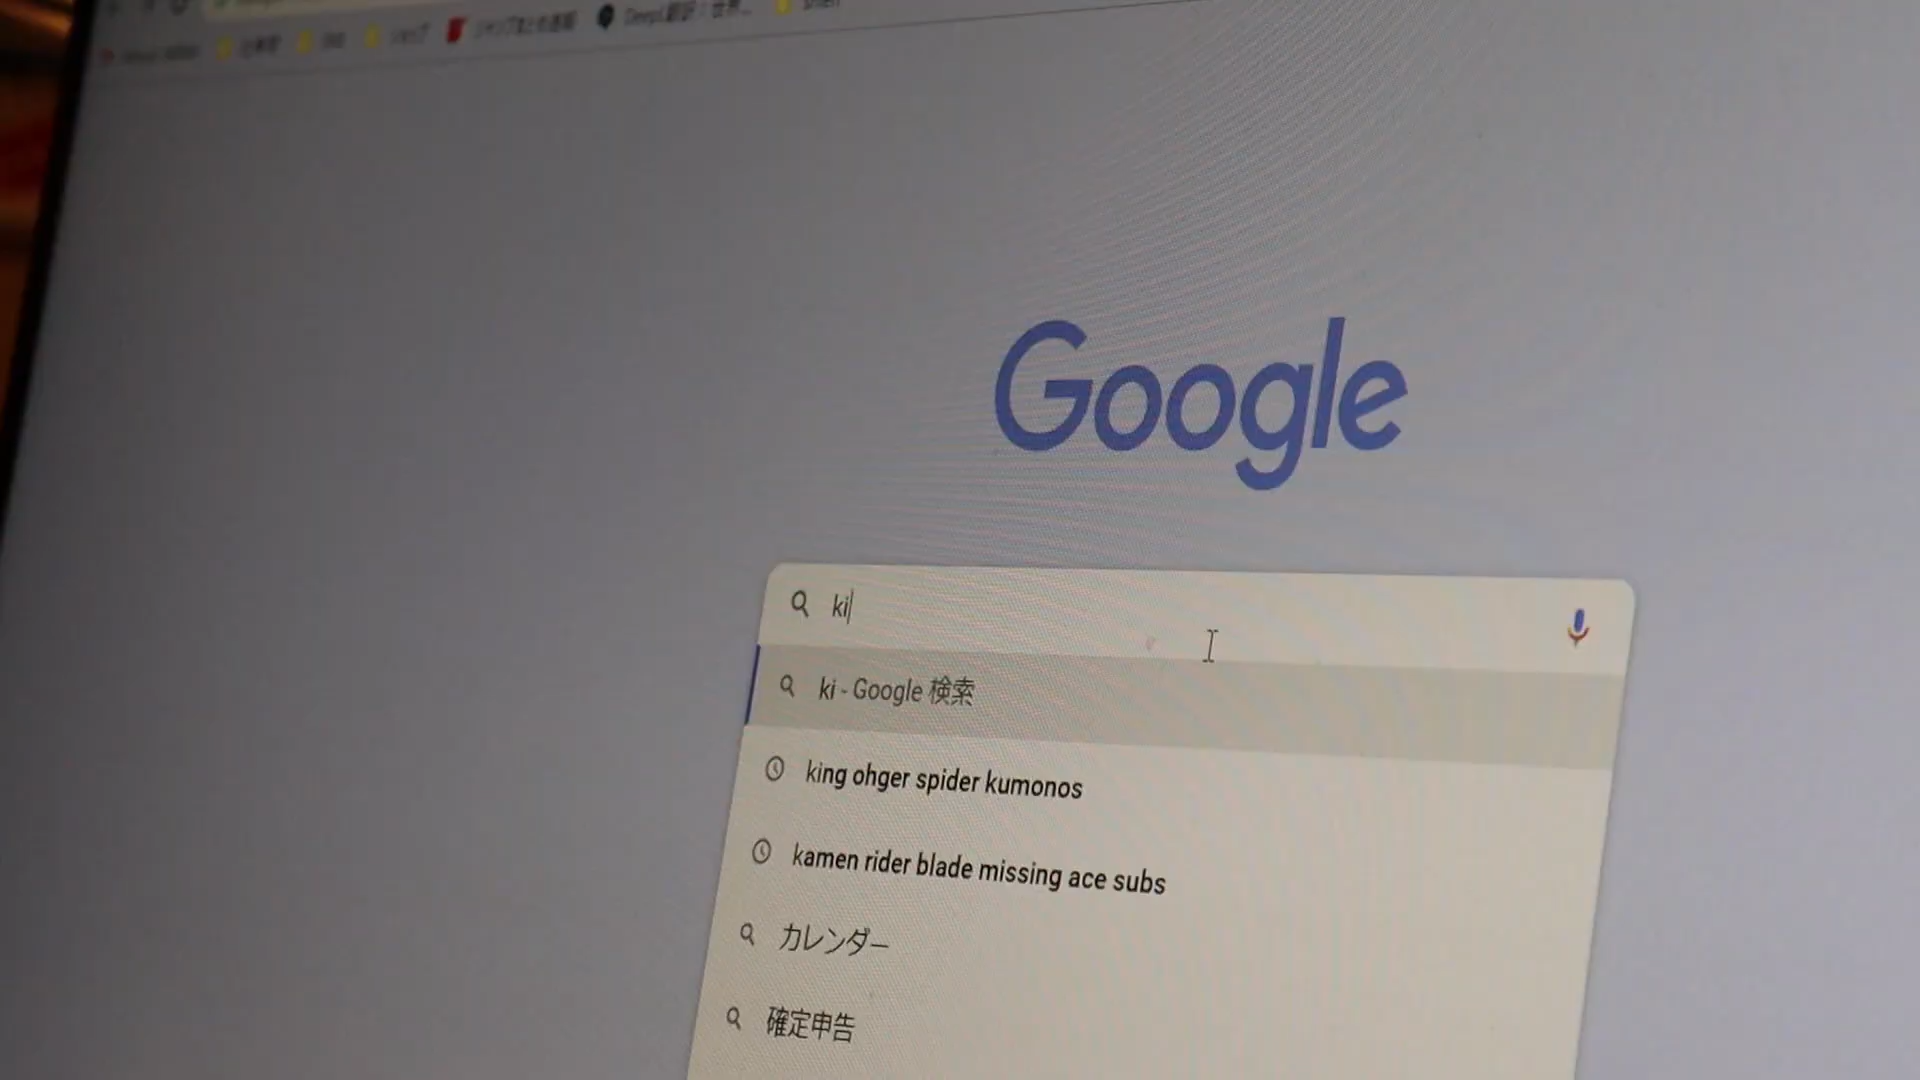 Google
ki
ki - Google 検索
king ohger spider kumonos
kamen rider blade missing ace subs
カレンダー
確定申告